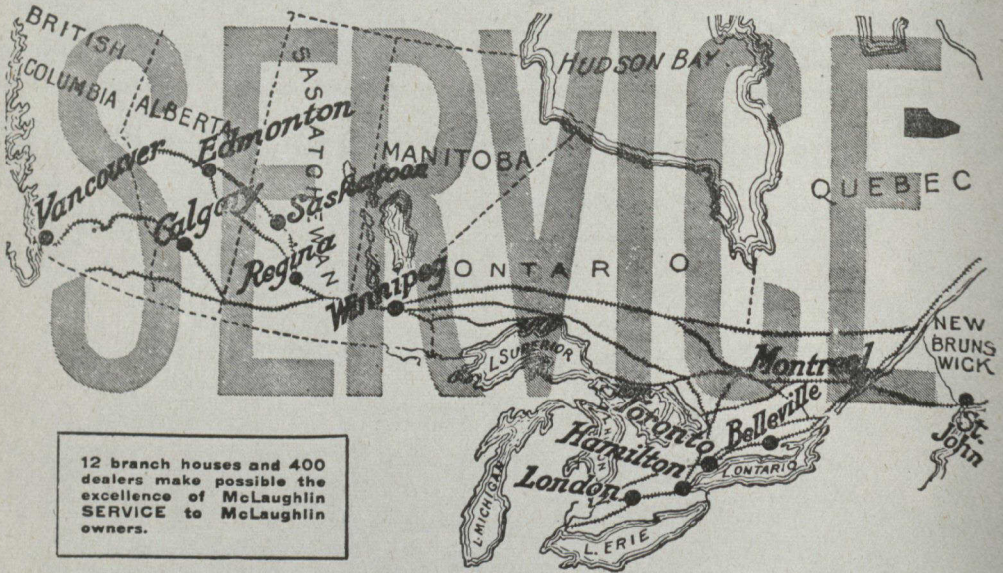 SERVICE
BRITISH
COLUMBIA
ALBERTA
SASKATCHEWAN
MANITOBA
HUDSON BAY
QUEBEC
ONTARIO
NEW
BRUNS
WICK
Vancouver
Edmonton
Calgary
Saskatoon
Regina
Winnipeg
L. SUPERIOR
Montreal
Toronto
Belleville
Hamilton
London
St.
John
L. ONTARIO
L. MICHIGAN
L. ERIE
12 branch houses and 400
dealers make possible the
excellence of McLaughlin
SERVICE to McLaughlin
owners.